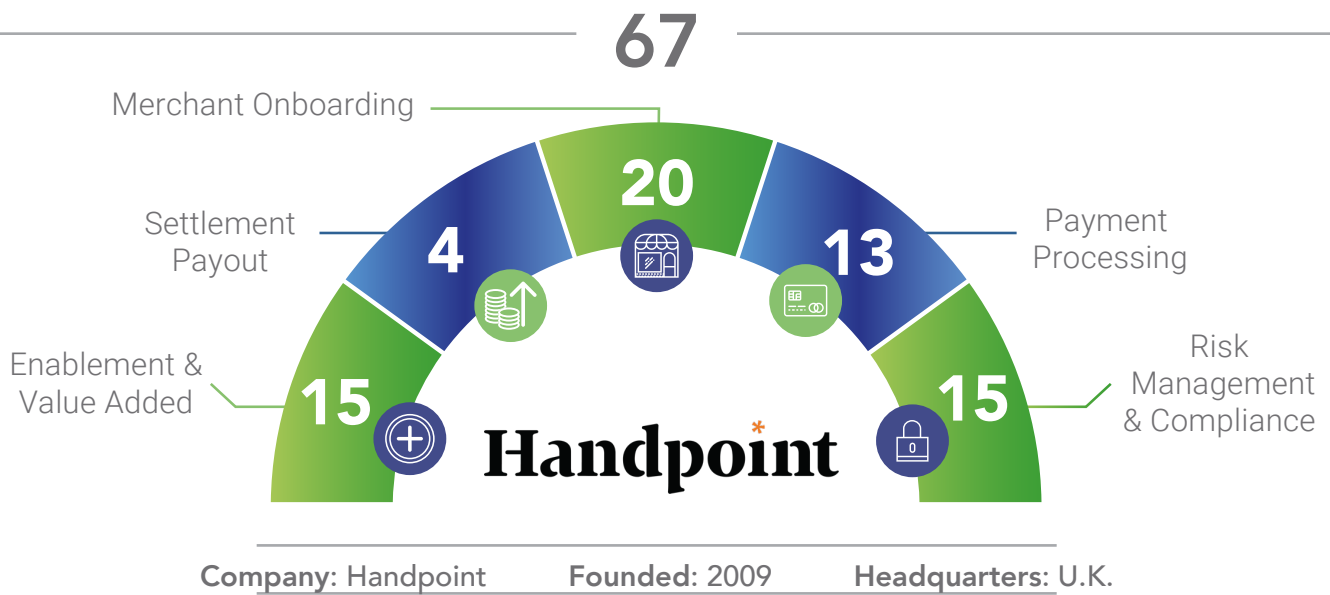 67
Merchant Onboarding
20
Settlement
Payout
4
13
Payment
Processing
Enablement &
Value Added
15
15
Risk
Management
& Compliance
0
Handpoint
Company: Handpoint Founded: 2009 Headquarters: U.K.